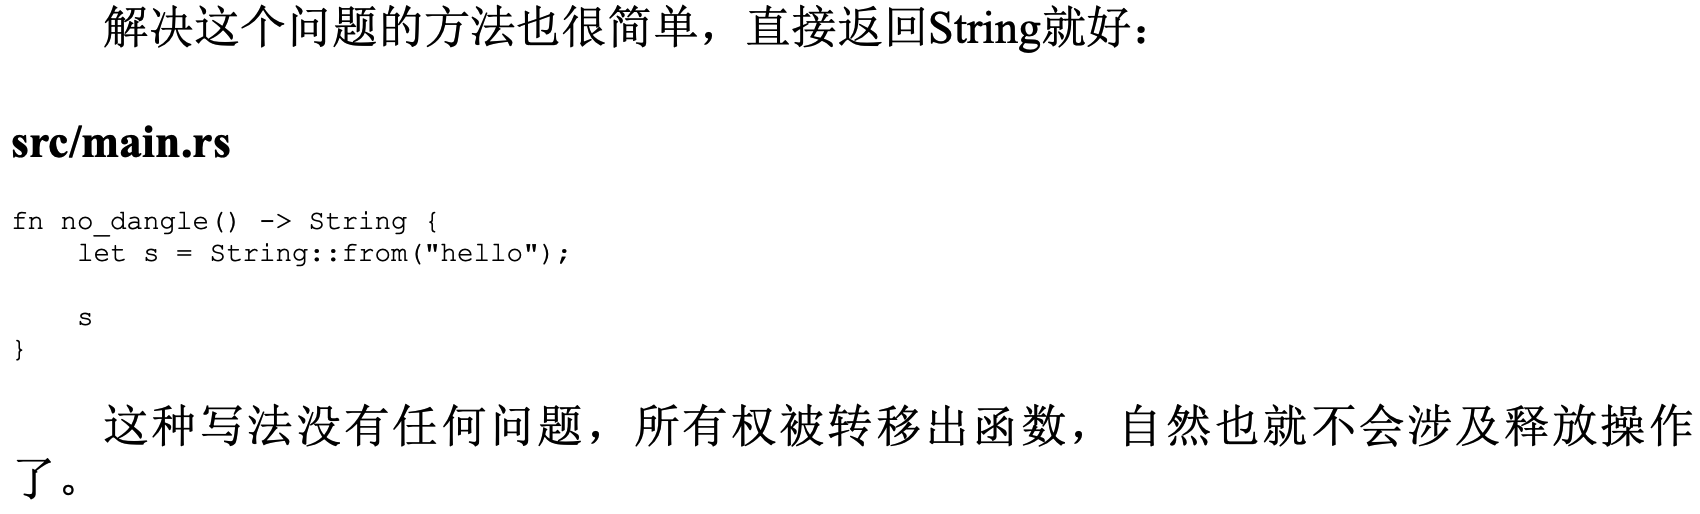 解决这个问题的方法也很简单，直接返回String就好：
src/main.rs
fn no_dangle() -> String {
    let s = String::from("hello");

    s
}
这种写法没有任何问题，所有权被转移出函数，自然也就不会涉及释放操作
了。